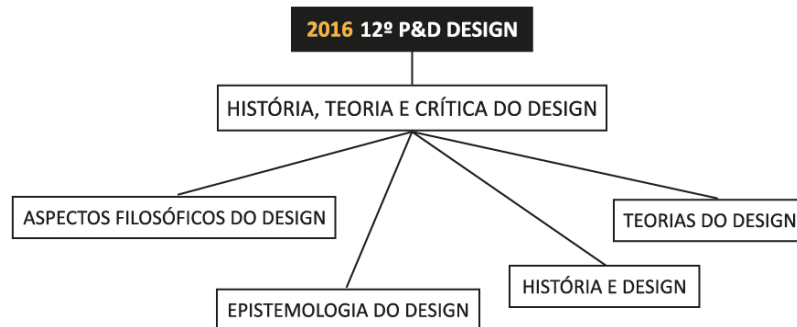 2016 12º P&D DESIGN
HISTÓRIA, TEORIA E CRÍTICA DO DESIGN
ASPECTOS FILOSÓFICOS DO DESIGN
TEORIAS DO DESIGN
HISTÓRIA E DESIGN
EPISTEMOLOGIA DO DESIGN